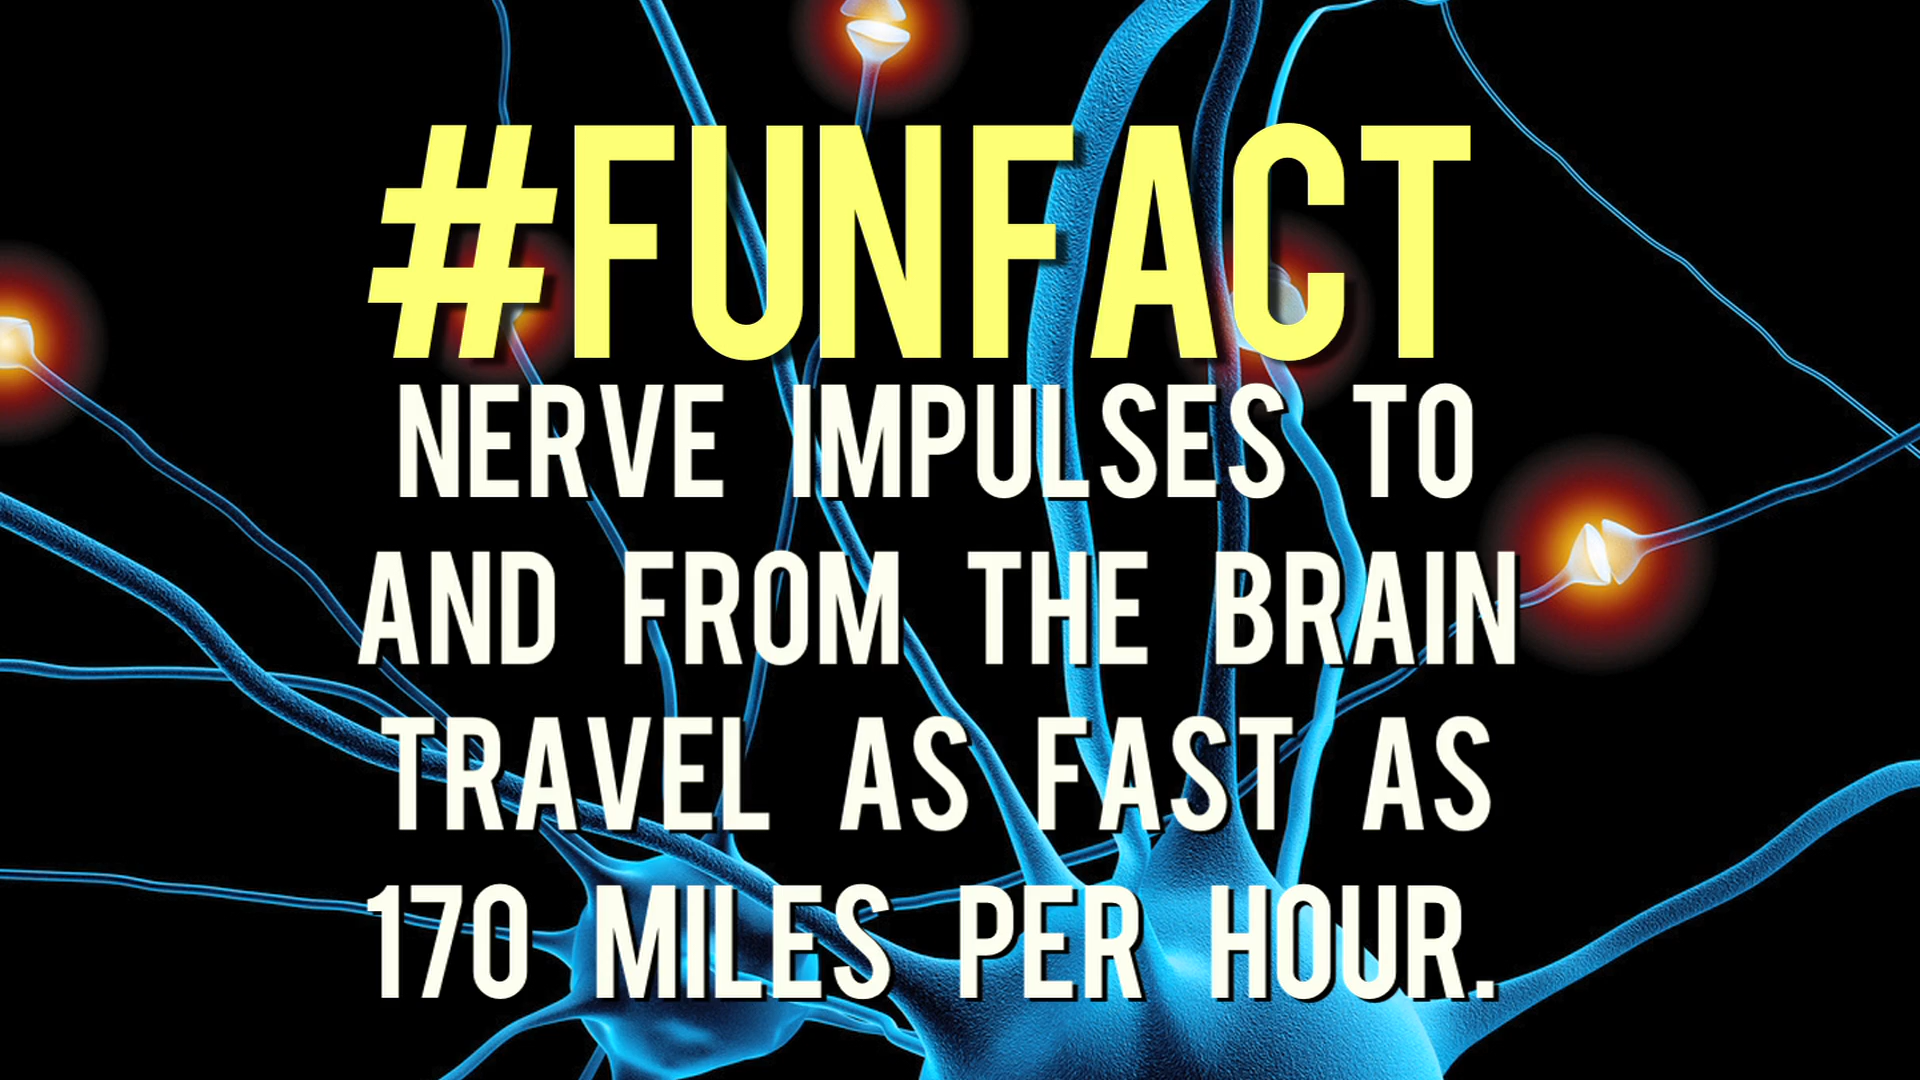 #FUNFACT
NERVE IMPULSES TO
AND FROM THE BRAIN
TRAVEL AS FAST AS
170 MILES PER HOUR.